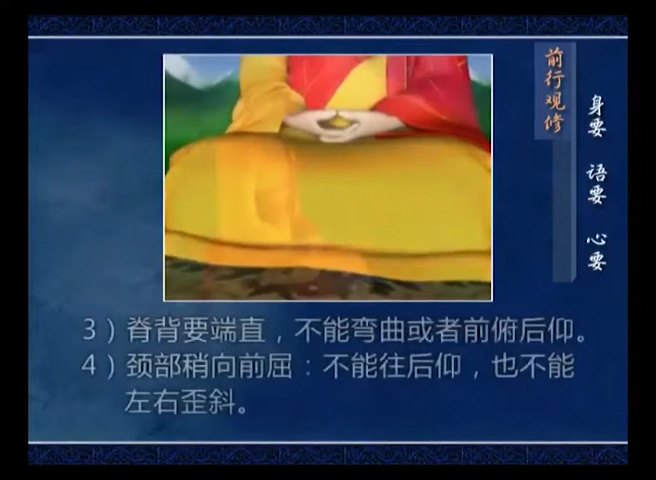 前行观修
身要 语要 心要
3）脊背要端直，不能弯曲或者前俯后仰。
4）颈部稍向前屈：不能往后仰，也不能
左右歪斜。